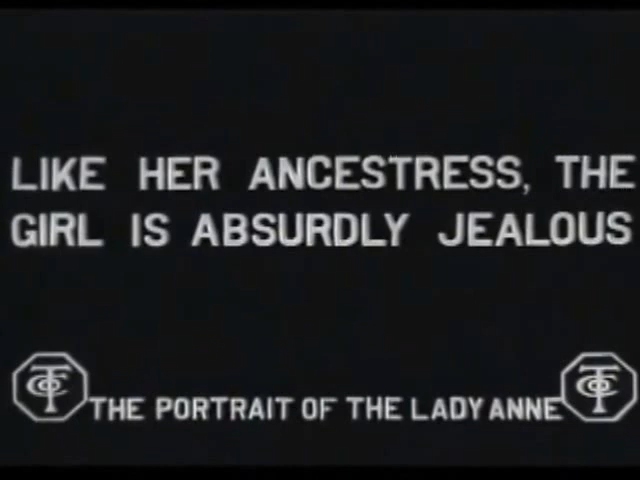 LIKE HER ANCESTRESS, THE
GIRL IS ABSURDLY JEALOUS
THE PORTRAIT OF THE LADY ANNE